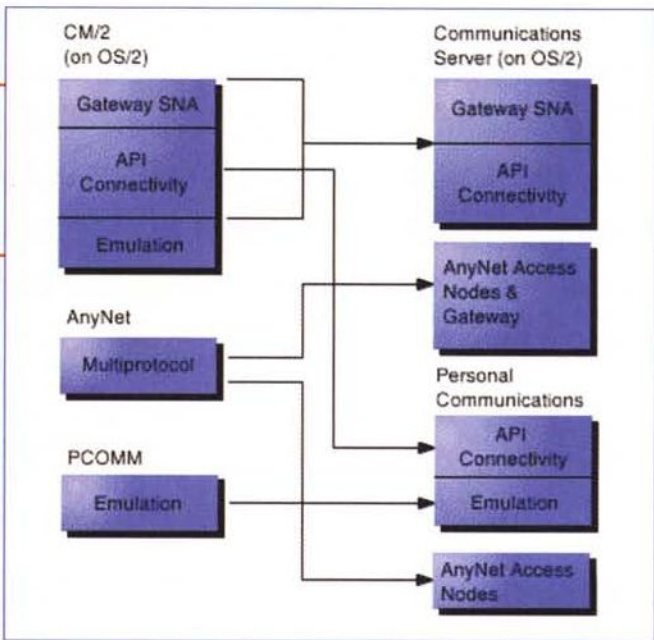 CM/2
(on OS/2)
Gateway SNA
API
Connectivity
Emulation
AnyNet
Multiprotocol
PCOMM
Emulation
Communications
Server (on OS/2)
Gateway SNA
API
Connectivity
AnyNet Access
Nodes &
Gateway
Personal
Communications
API
Connectivity
Emulation
AnyNet Access
Nodes